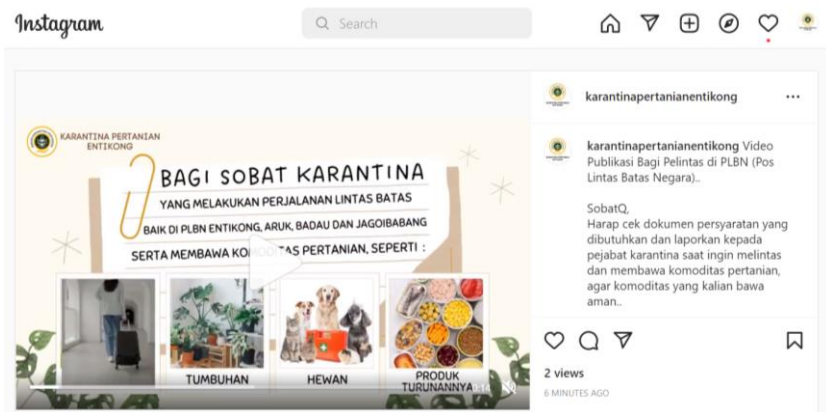 Instagram
Search
karantinapertanianentikong
KARANTINA PERTANIAN
ENTIKONG
BAGI SOBAT KARANTINA
YANG MELAKUKAN PERJALANAN LINTAS BATAS
BAIK DI PLBN ENTIKONG, ARUK, BADAU DAN JAGOIBABANG
SERTA MEMBAWA KOMODITAS PERTANIAN, SEPERTI :
TUMBUHAN
HEWAN
PRODUK
TURUNANNYA
karantinapertanianentikong Video
Publikasi Bagi Pelintas di PLBN (Pos
Lintas Batas Negara)..
SobatQ,
Harap cek dokumen persyaratan yang
dibutuhkan dan laporkan kepada
pejabat karantina saat ingin melintas
dan membawa komoditas pertanian,
agar komoditas yang kalian bawa
aman..
2 views
6 MINUTES AGO